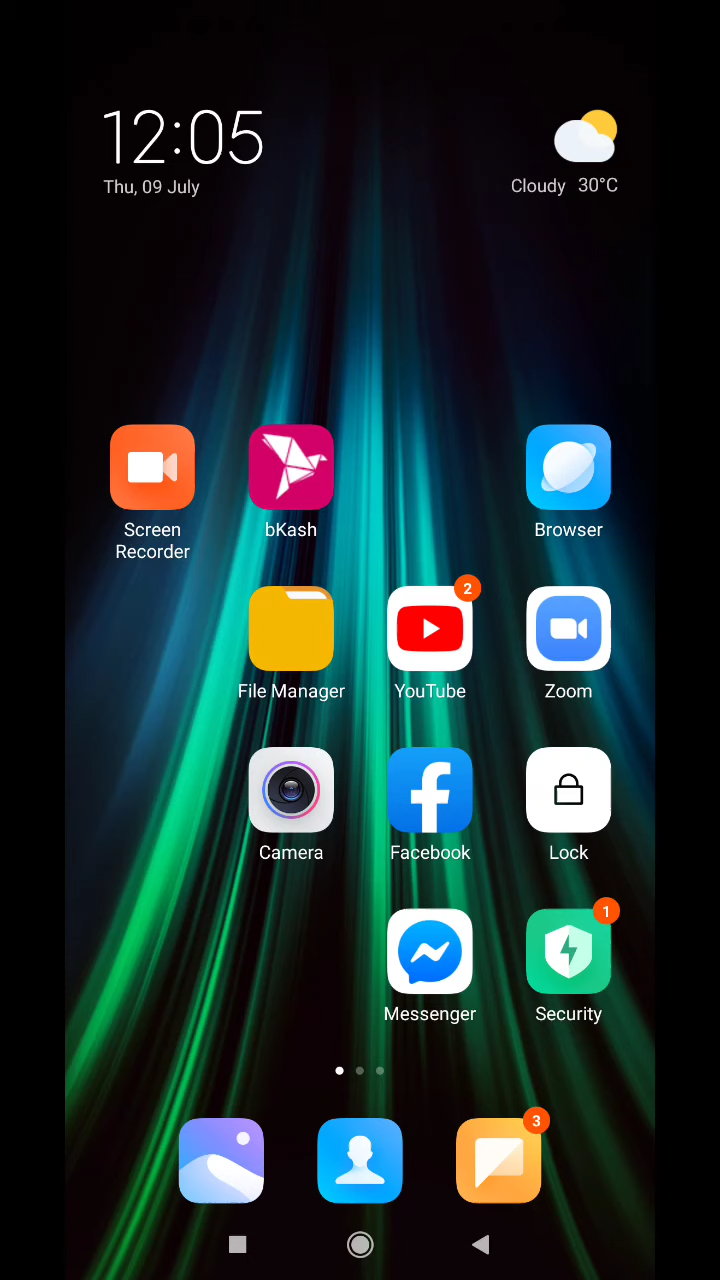 12:05
Thu, 09 July
Cloudy 30°C
Screen
Recorder
bKash
Browser
File Manager
2
YouTube
Zoom
Camera
Facebook
Lock
Messenger
1
Security
3